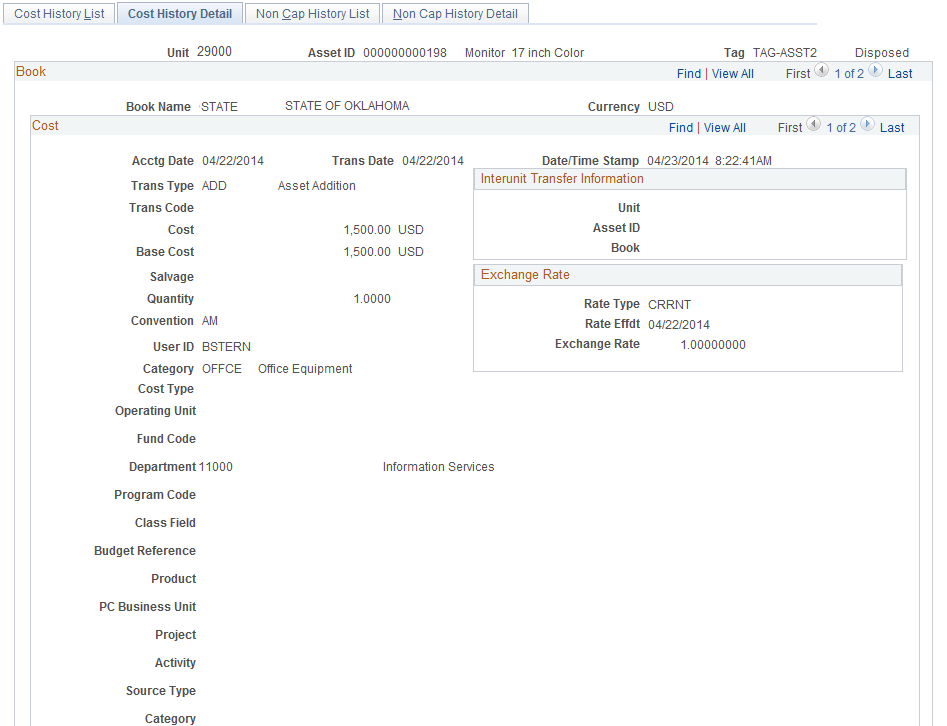 Cost History List Cost History Detail Non Cap History List Non Cap History Detail
Unit 29000 Asset ID 000000000198 Monitor 17 inch Color Tag TAG-ASST2 Disposed
Book Find | View All First 1 of 2 Last
Book Name STATE STATE OF OKLAHOMA Currency USD
Cost Find | View All First 1 of 2 Last
Acctg Date 04/22/2014 Trans Date 04/22/2014 Date/Time Stamp 04/23/2014 8:22:41AM
Trans Type ADD Asset Addition
Interunit Transfer Information
Trans Code
Unit
Cost 1,500.00 USD
Asset ID
Base Cost 1,500.00 USD
Book
Salvage
Exchange Rate
Quantity 1.0000
Rate Type CRRNT
Convention AM
Rate Effdt 04/22/2014
User ID BSTERN
Exchange Rate 1.00000000
Category OFFCE Office Equipment
Cost Type
Operating Unit
Fund Code
Department 11000 Information Services
Program Code
Class Field
Budget Reference
Product
PC Business Unit
Project
Activity
Source Type
Category